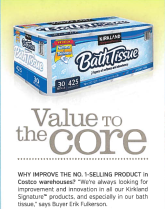 KIRKLAND
Bath Tissue
30 425
30 425
Value TO
the core
WHY IMPROVE THE NO. 1-SELLING PRODUCT in
Costco warehouses? "We're always looking for
improvement and innovation in all our Kirkland
Signature™ products, and especially in our bath
tissue," says Buyer Erik Fulkerson.